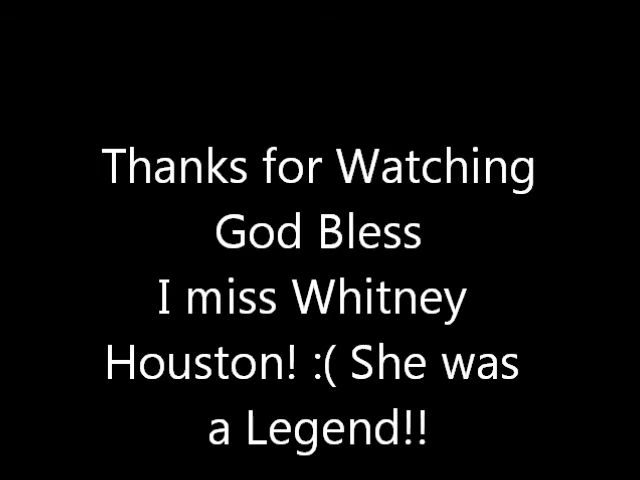 Thanks for Watching
God Bless
I miss Whitney
Houston! :( She was
a Legend!!